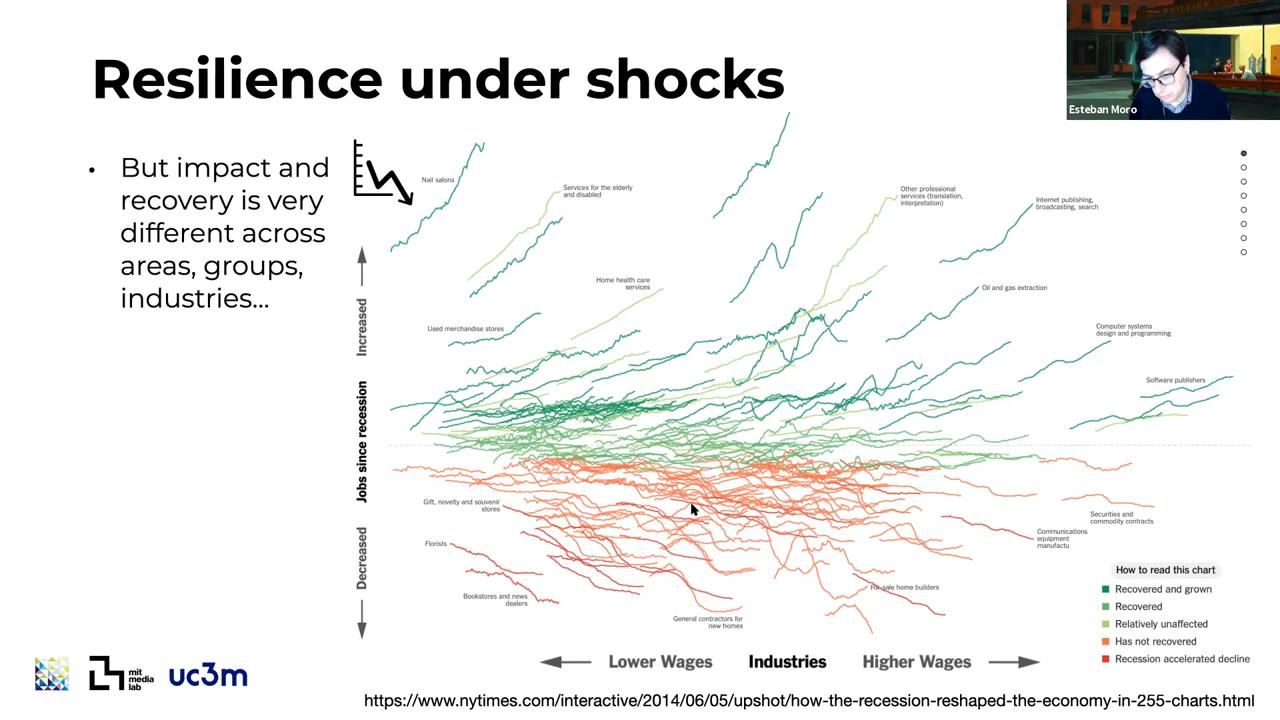 Resilience under shocks
PHILLIES
Esteban Moro
• But impact and
recovery is very
different across
areas, groups,
industries...
Nail salons
Services for the elderly
and disabled
Other professional
services (translation,
interpretation)
Internet publishing,
broadcasting, search
Home health care
services
Oil and gas extraction
Used merchandise stores
Computer systems
design and programming
Software publishers
Increased
Jobs since recession
Decreased
Gift, novelty and souvenir
stores
Securities and
commodity contracts
Communications
equipment
manufactu
Florists
For-sale home builders
Bookstores and news
dealers
General contractors for
new homes
How to read this chart
Recovered and grown
Recovered
Relatively unaffected
Has not recovered
Recession accelerated decline
Lower Wages
Industries
Higher Wages
mit
media
lab
uc3m
https://www.nytimes.com/interactive/2014/06/05/upshot/how-the-recession-reshaped-the-economy-in-255-charts.html